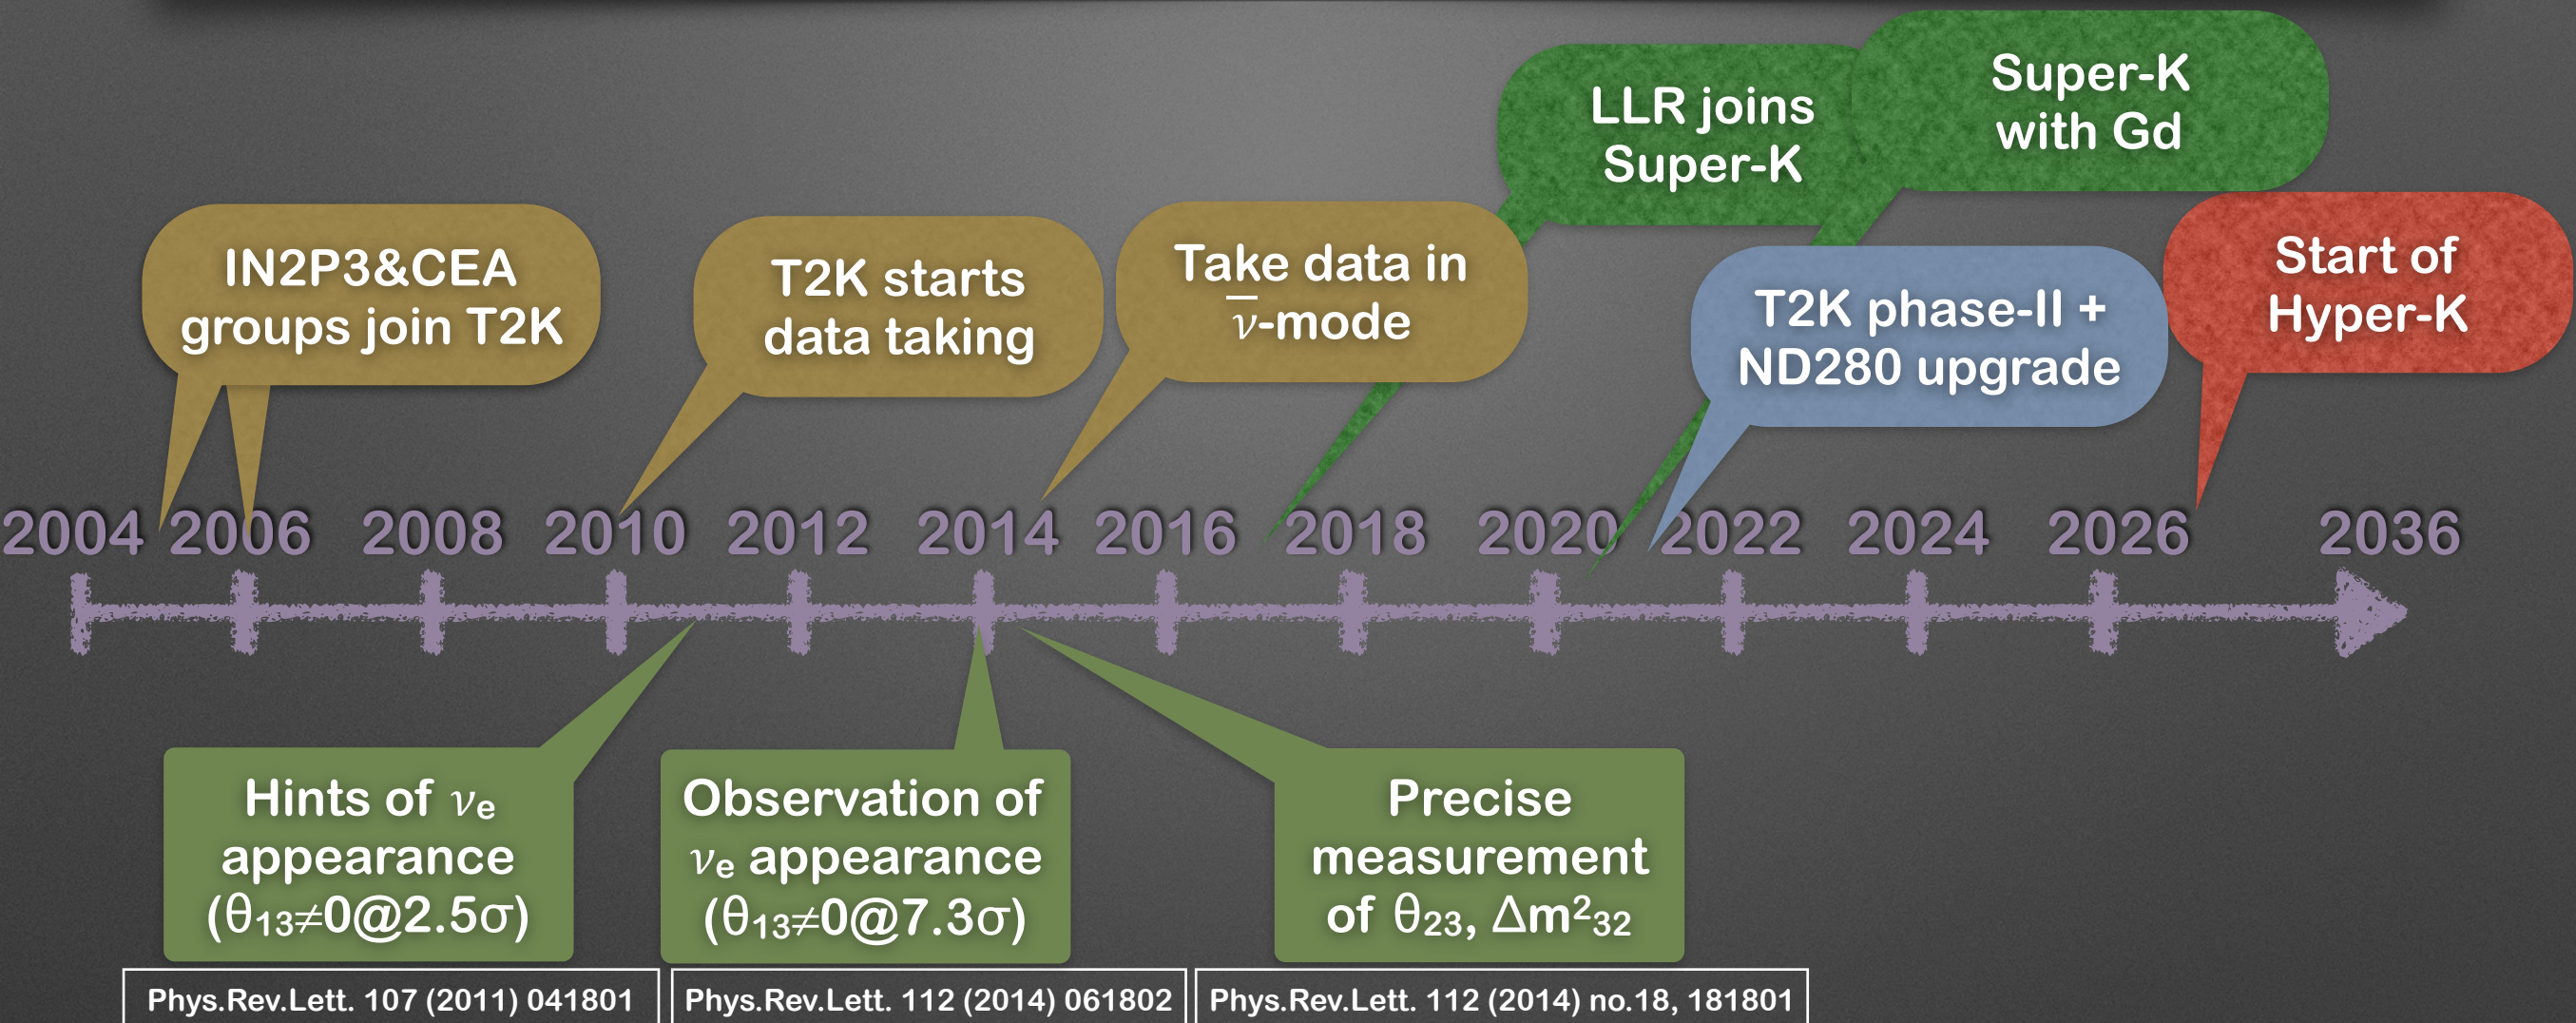 LLR joins
Super-K
Super-K
with Gd
IN2P3&CEA
groups join T2K
T2K starts
data taking
Take data in
ν̅-mode
T2K phase-II +
ND280 upgrade
Start of
Hyper-K
2004 2006 2008 2010 2012 2014 2016 2018 2020 2022 2024 2026 2036
Hints of νe
appearance
(θ₁₃≠0@2.5σ)
Observation of
νe appearance
(θ₁₃≠0@7.3σ)
Precise
measurement
of θ₂₃, Δm²₃₂
Phys.Rev.Lett. 107 (2011) 041801
Phys.Rev.Lett. 112 (2014) 061802
Phys.Rev.Lett. 112 (2014) no.18, 181801